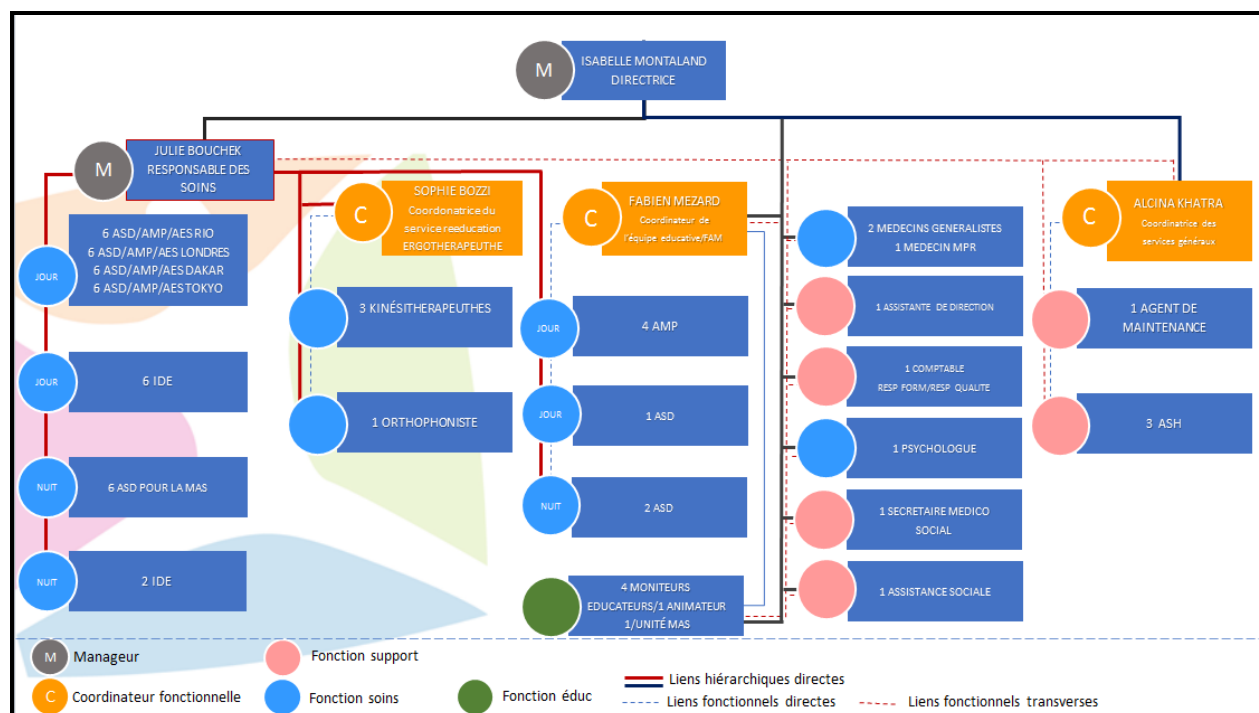 M
ISABELLE MONTALAND
DIRECTRICE
M
JULIE BOUCHEK
RESPONSABLE DES
SOINS
JOUR
6 ASD/AMP/AES RIO
6 ASD/AMP/AES LONDRES
6 ASD/AMP/AES DAKAR
6 ASD/AMP/AES TOKYO
JOUR
6 IDE
NUIT
6 ASD POUR LA MAS
NUIT
2 IDE
C
SOPHIE BOZZI
Coordonatrice du
service reeducation
ERGOTHERAPEUTHE
3 KINÉSITHERAPEUTHES
1 ORTHOPHONISTE
C
FABIEN MEZARD
Coordinateur de
l'équipe educative/FAM
JOUR
4 AMP
JOUR
1 ASD
NUIT
2 ASD
4 MONITEURS
EDUCATEURS/1 ANIMATEUR
1/UNITÉ MAS
2 MEDECINS GENERALISTES
1 MEDECIN MPR
1 ASSISTANTE DE DIRECTION
1 COMPTABLE
RESP FORM/RESP QUALITE
1 PSYCHOLOGUE
1 SECRETAIRE MEDICO
SOCIAL
1 ASSISTANCE SOCIALE
C
ALCINA KHATRA
Coordinatrice des
services généraux
1 AGENT DE
MAINTENANCE
3 ASH
M Manageur
Fonction support
C Coordinateur fonctionnelle
Fonction soins
Fonction éduc
Liens hiérarchiques directes
Liens fonctionnels directes
Liens fonctionnels transverses